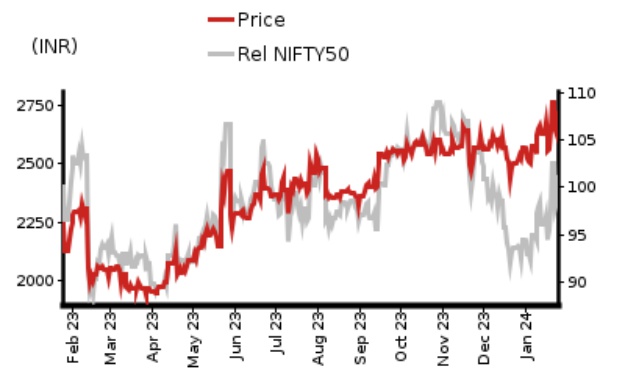 Price
(INR)
Rel NIFTY50
2750
2500
2250
2000
110
105
100
95
90
Feb 23
Mar 23
Apr 23
May 23
Jun 23
Jul 23
Aug 23
Sep 23
Oct 23
Nov 23
Dec 23
Jan 24